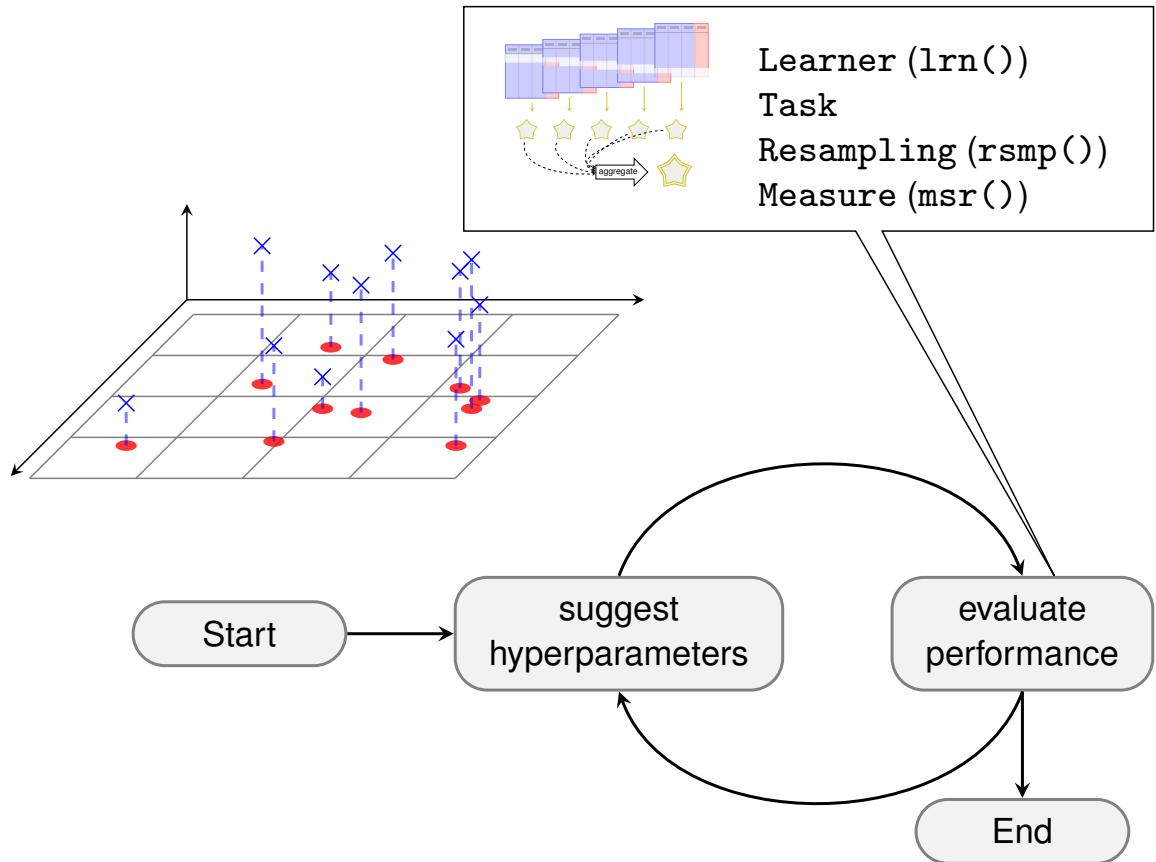 Learner (lrn())
Task
Resampling (rsmp())
Measure (msr())
aggregate
suggest
hyperparameters
evaluate
performance
Start
End